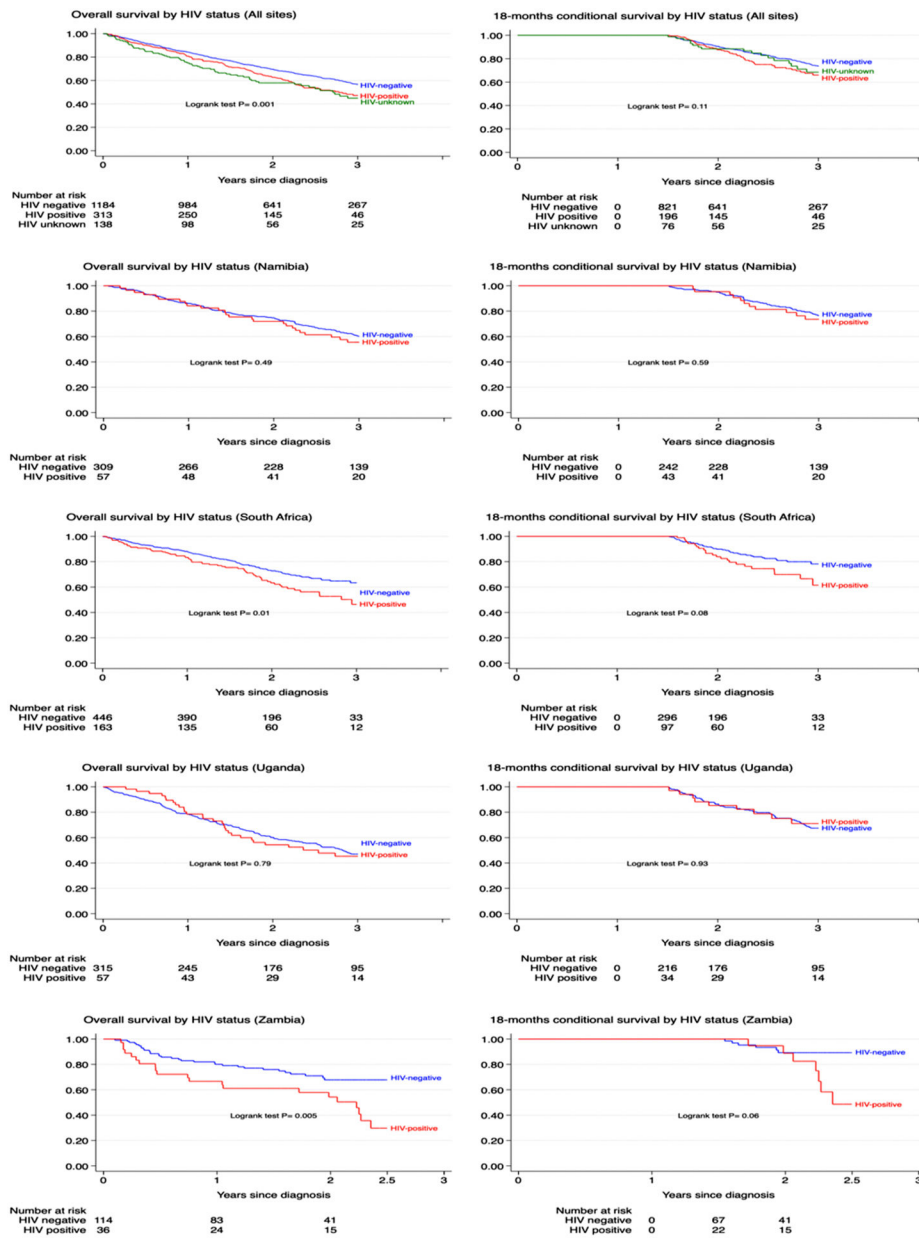 Overall survival by HIV status (All sites)
1.00
0.80
0.60
0.40
0.20
0.00
HIV-negative
HIV-positive
HIV-unknown
Logrank test P= 0.001
0 1 2 3
Years since diagnosis
Number at risk
HIV negative 1184 984 641 267
HIV positive 313 250 145 46
HIV unknown 138 98 56 25
18-months conditional survival by HIV status (All sites)
1.00
0.80
0.60
0.40
0.20
0.00
HIV-negative
HIV-unknown
HIV-positive
Logrank test P= 0.11
0 1 2 3
Years since diagnosis
Number at risk
HIV negative 0 821 641 267
HIV positive 0 196 145 46
HIV unknown 0 76 56 25
Overall survival by HIV status (Namibia)
1.00
0.80
0.60
0.40
0.20
0.00
HIV-negative
HIV-positive
Logrank test P= 0.49
0 1 2 3
Years since diagnosis
Number at risk
HIV negative 309 266 228 139
HIV positive 57 48 41 20
18-months conditional survival by HIV status (Namibia)
1.00
0.80
0.60
0.40
0.20
0.00
HIV-negative
HIV-positive
Logrank test P= 0.59
0 1 2 3
Years since diagnosis
Number at risk
HIV negative 0 242 228 139
HIV positive 0 43 41 20
Overall survival by HIV status (South Africa)
1.00
0.80
0.60
0.40
0.20
0.00
HIV-negative
HIV-positive
Logrank test P= 0.01
0 1 2 3
Years since diagnosis
Number at risk
HIV negative 446 390 196 33
HIV positive 163 135 60 12
18-months conditional survival by HIV status (South Africa)
1.00
0.80
0.60
0.40
0.20
0.00
HIV-negative
HIV-positive
Logrank test P= 0.08
0 1 2 3
Years since diagnosis
Number at risk
HIV negative 0 296 196 33
HIV positive 0 97 60 12
Overall survival by HIV status (Uganda)
1.00
0.80
0.60
0.40
0.20
0.00
HIV-negative
HIV-positive
Logrank test P= 0.79
0 1 2 3
Years since diagnosis
Number at risk
HIV negative 315 245 176 95
HIV positive 57 43 29 14
18-months conditional survival by HIV status (Uganda)
1.00
0.80
0.60
0.40
0.20
0.00
HIV-positive
HIV-negative
Logrank test P= 0.93
0 1 2 3
Years since diagnosis
Number at risk
HIV negative 0 216 176 95
HIV positive 0 34 29 14
Overall survival by HIV status (Zambia)
1.00
0.80
0.60
0.40
0.20
0.00
HIV-negative
HIV-positive
Logrank test P= 0.005
0 1 2 2.5 3
Years since diagnosis
Number at risk
HIV negative 114 83 41
HIV positive 36 24 15
18-months conditional survival by HIV status (Zambia)
1.00
0.80
0.60
0.40
0.20
0.00
HIV-negative
HIV-positive
Logrank test P= 0.06
0 1 2 2.5 3
Years since diagnosis
Number at risk
HIV negative 0 67 41
HIV positive 0 22 15